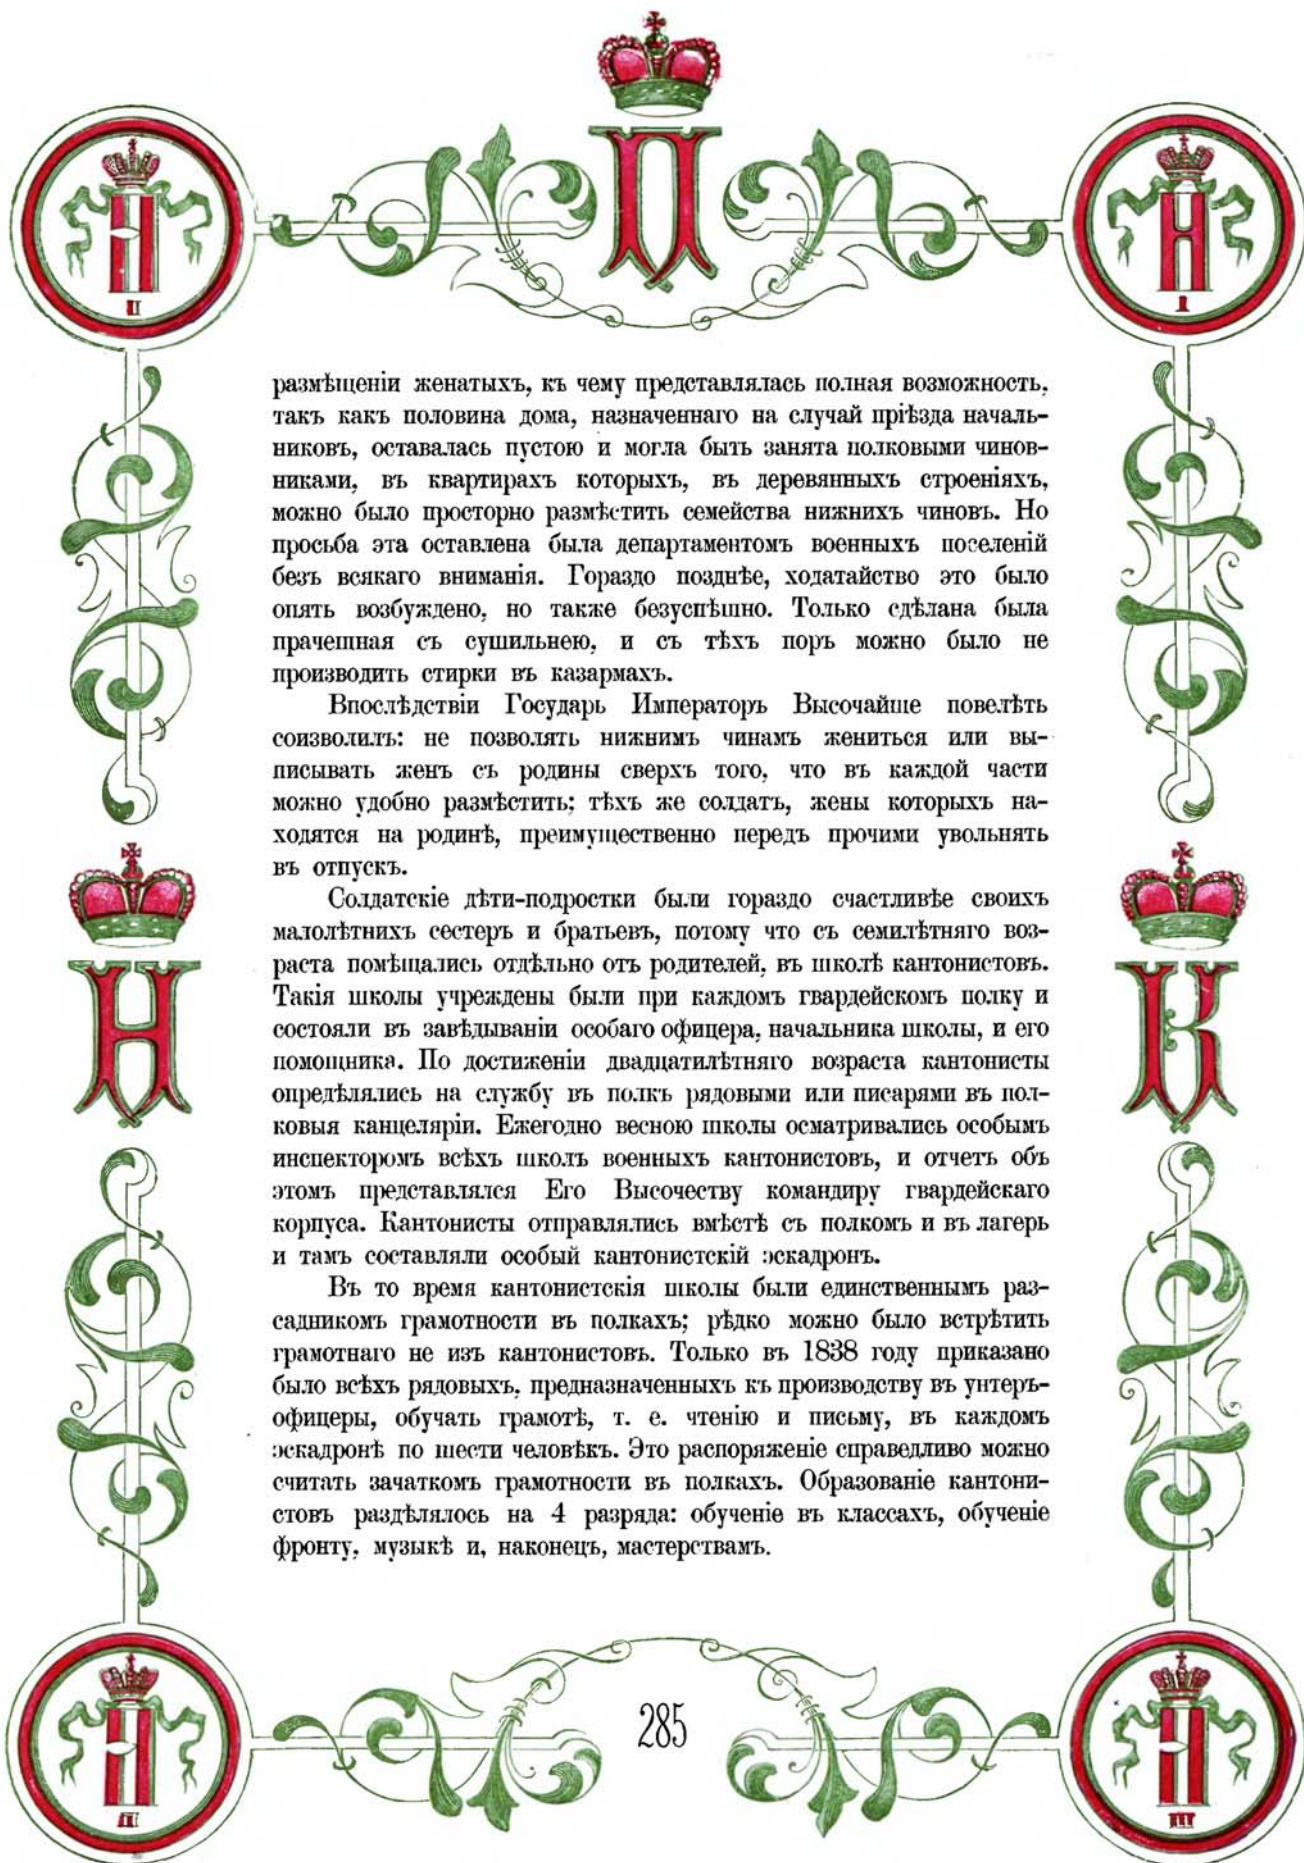 П
II
I
размѣщеніи женатыхъ, къ чему представлялась полная возможность,
такъ какъ половина дома, назначеннаго на случай пріѣзда началь-
никовъ, оставалась пустою и могла быть занята полковыми чинов-
никами, въ квартирахъ которыхъ, въ деревянныхъ строеніяхъ,
можно было просторно размѣстить семейства нижнихъ чиновъ. Но
просьба эта оставлена была департаментомъ военныхъ поселеній
безъ всякаго вниманія. Гораздо позднѣе, ходатайство это было
опять возбуждено, но также безуспѣшно. Только сдѣлана была
прачешная съ сушильнею, и съ тѣхъ поръ можно было не
производить стирки въ казармахъ.
Впослѣдствіи Государь Императоръ Высочайше повелѣть
соизволилъ: не позволять нижнимъ чинамъ жениться или вы-
писывать женъ съ родины сверхъ того, что въ каждой части
можно удобно размѣстить; тѣхъ же солдатъ, жены которыхъ на-
ходятся на родинѣ, преимущественно передъ прочими увольнять
въ отпускъ.
Солдатскіе дѣти-подростки были гораздо счастливѣе своихъ
малолѣтнихъ сестеръ и братьевъ, потому что съ семилѣтняго воз-
раста помѣщались отдѣльно отъ родителей, въ школѣ кантонистовъ.
Такія школы учреждены были при каждомъ гвардейскомъ полку и
состояли въ завѣдываніи особаго офицера, начальника школы, и его
помощника. По достиженіи двадцатилѣтняго возраста кантонисты
опредѣлялись на службу въ полкъ рядовыми или писарями въ пол-
ковыя канцеляріи. Ежегодно весною школы осматривались особымъ
инспекторомъ всѣхъ школъ военныхъ кантонистовъ, и отчетъ объ
этомъ представлялся Его Высочеству командиру гвардейскаго
корпуса. Кантонисты отправлялись вмѣстѣ съ полкомъ и въ лагерь
и тамъ составляли особый кантонистскій эскадронъ.
Въ то время кантонистскія школы были единственнымъ раз-
садникомъ грамотности въ полкахъ; рѣдко можно было встрѣтить
грамотнаго не изъ кантонистовъ. Только въ 1838 году приказано
было всѣхъ рядовыхъ, предназначенныхъ къ производству въ унтеръ-
офицеры, обучать грамотѣ, т. е. чтенію и письму, въ каждомъ
эскадронѣ по шести человѣкъ. Это распоряженіе справедливо можно
считать зачаткомъ грамотности въ полкахъ. Образованіе кантони-
стовъ раздѣлялось на 4 разряда: обученіе въ классахъ, обученіе
фронту, музыкѣ и, наконецъ, мастерствамъ.
Н
К
III
285